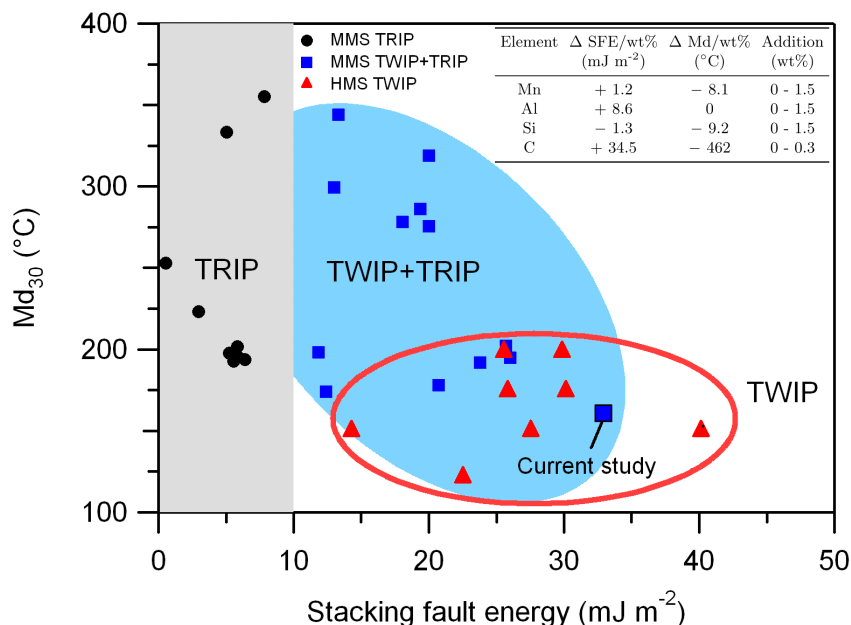 400
300
200
100
Md30 (°C)
MMS TRIP
MMS TWIP+TRIP
HMS TWIP
Element Δ SFE/wt% Δ Md/wt% Addition
(mJ m-2) (°C) (wt%)
Mn + 1.2 − 8.1 0 - 1.5
Al + 8.6 0 0 - 1.5
Si − 1.3 − 9.2 0 - 1.5
C + 34.5 − 462 0 - 0.3
TRIP
TWIP+TRIP
TWIP
Current study
0 10 20 30 40 50
Stacking fault energy (mJ m-2)